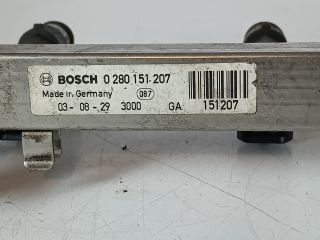 BOSCH 0 280 151 207
Made in Germany 087
03-08-29 3000 GA 151207